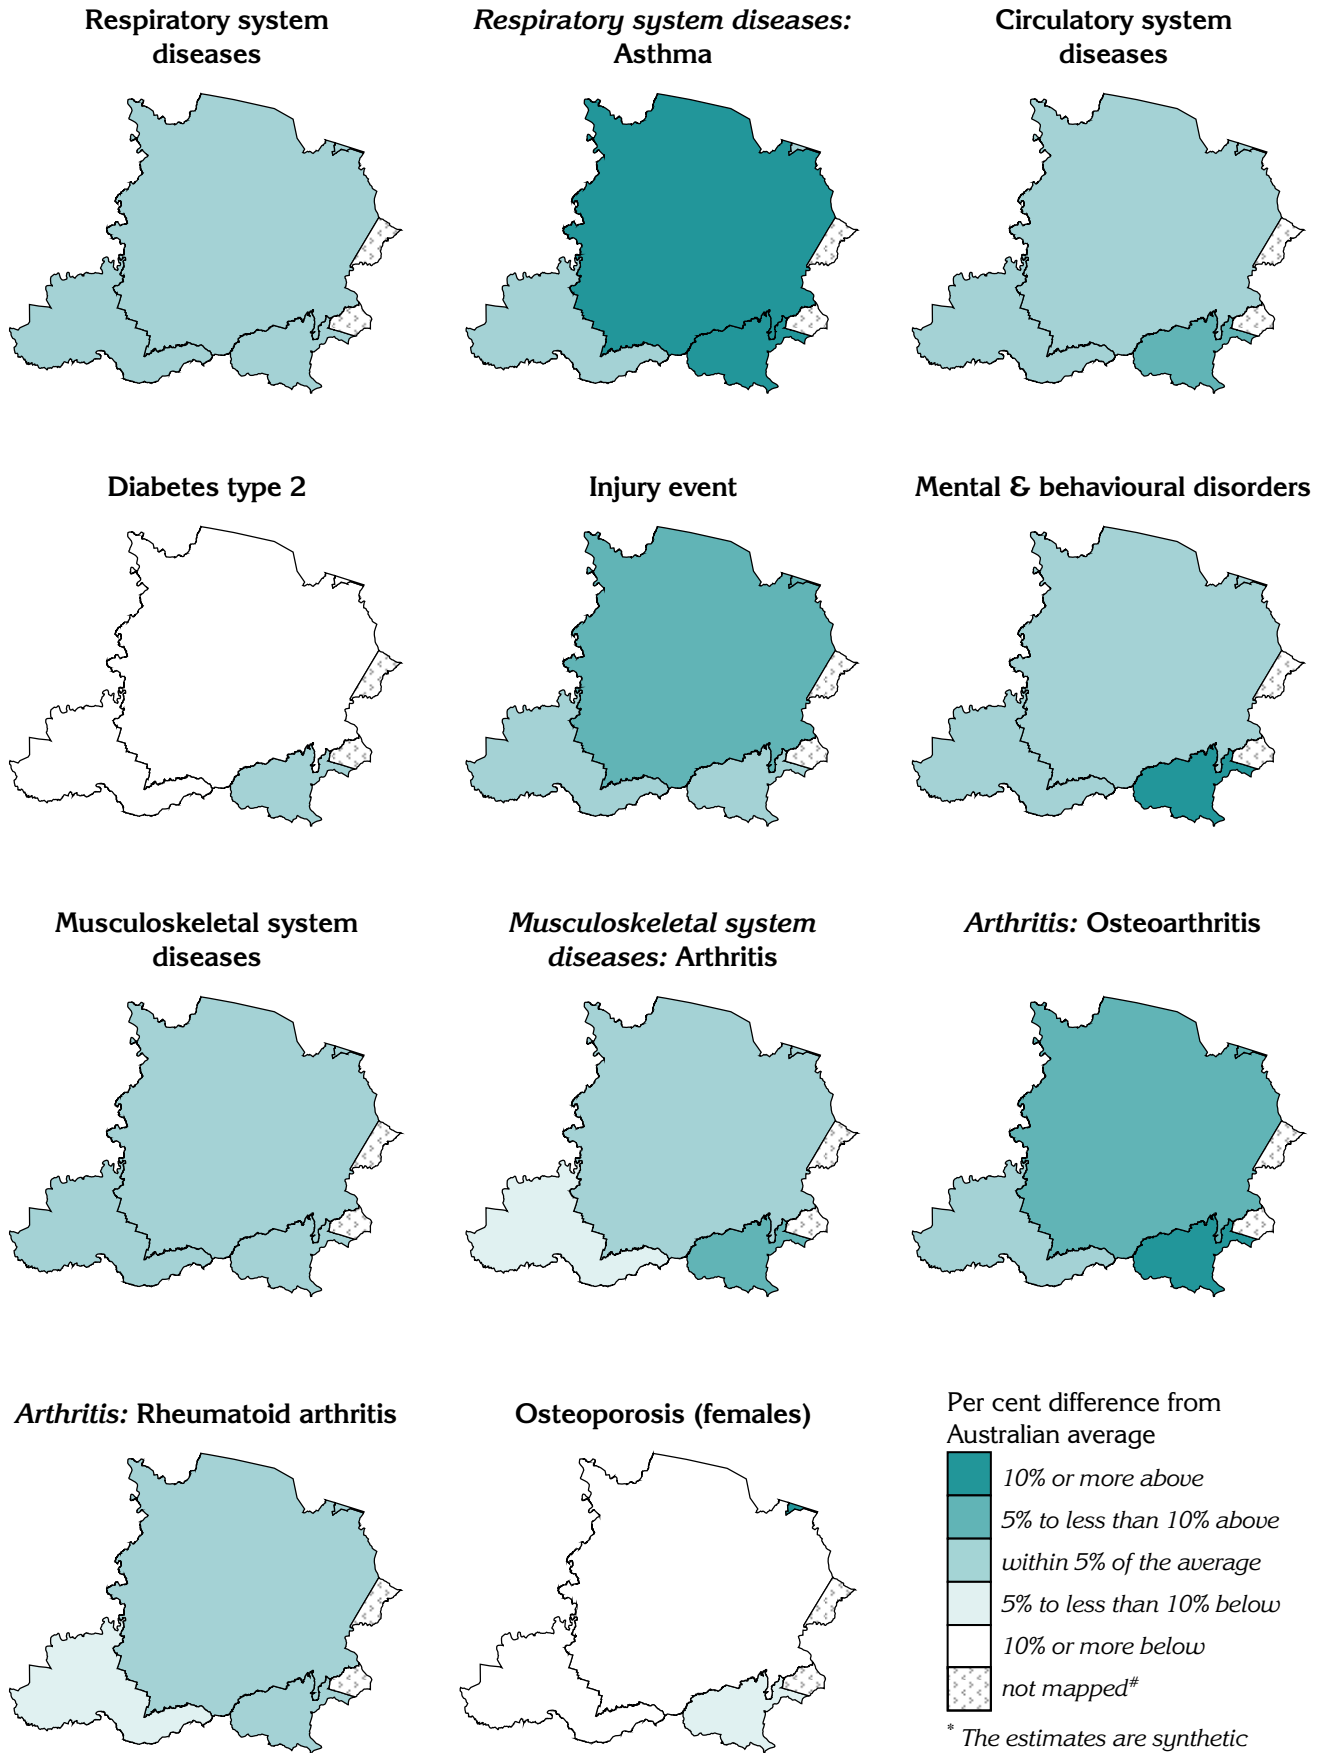 Respiratory system
diseases
Respiratory system diseases:
Asthma
Circulatory system
diseases
Diabetes type 2
Injury event
Mental & behavioural disorders
Musculoskeletal system
diseases
Musculoskeletal system
diseases: Arthritis
Arthritis: Osteoarthritis
Arthritis: Rheumatoid arthritis
Osteoporosis (females)
Per cent difference from
Australian average
10% or more above
5% to less than 10% above
within 5% of the average
5% to less than 10% below
10% or more below
not mapped#
* The estimates are synthetic